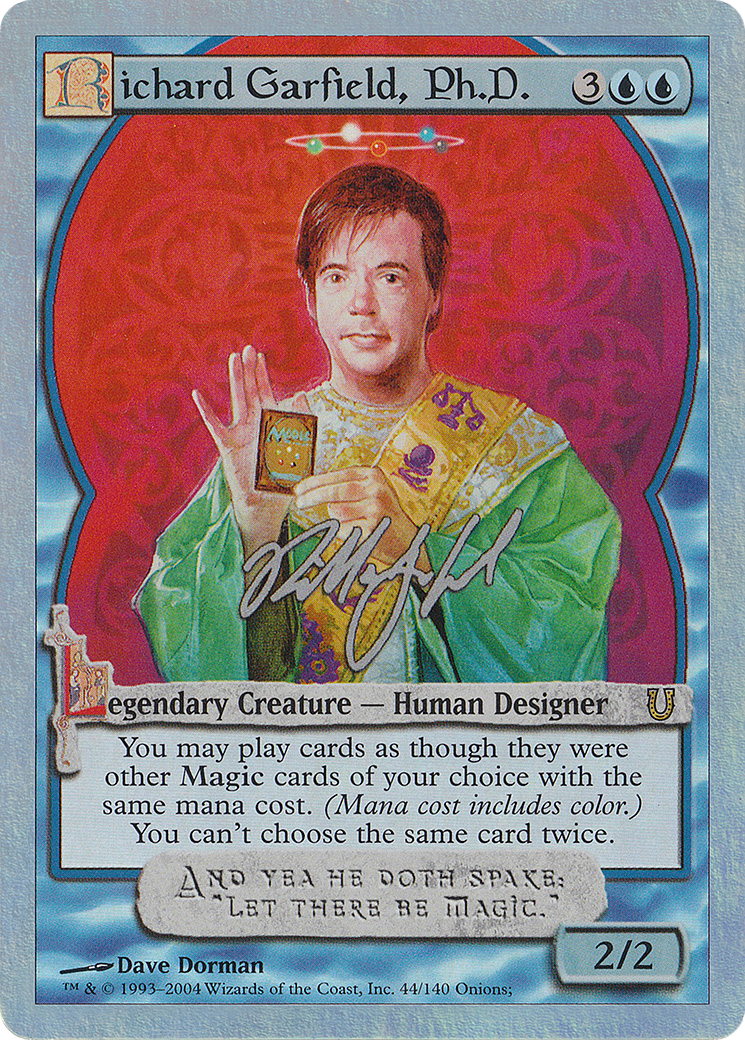 Richard Garfield, Ph.D. 3
MAGIC
Legendary Creature — Human Designer
You may play cards as though they were
other Magic cards of your choice with the
same mana cost. (Mana cost includes color.)
You can't choose the same card twice.
AND YEA HE DOTH SPAKE:
"LET THERE BE MAGIC."
2/2
Dave Dorman
™ & © 1993–2004 Wizards of the Coast, Inc. 44/140 Onions;